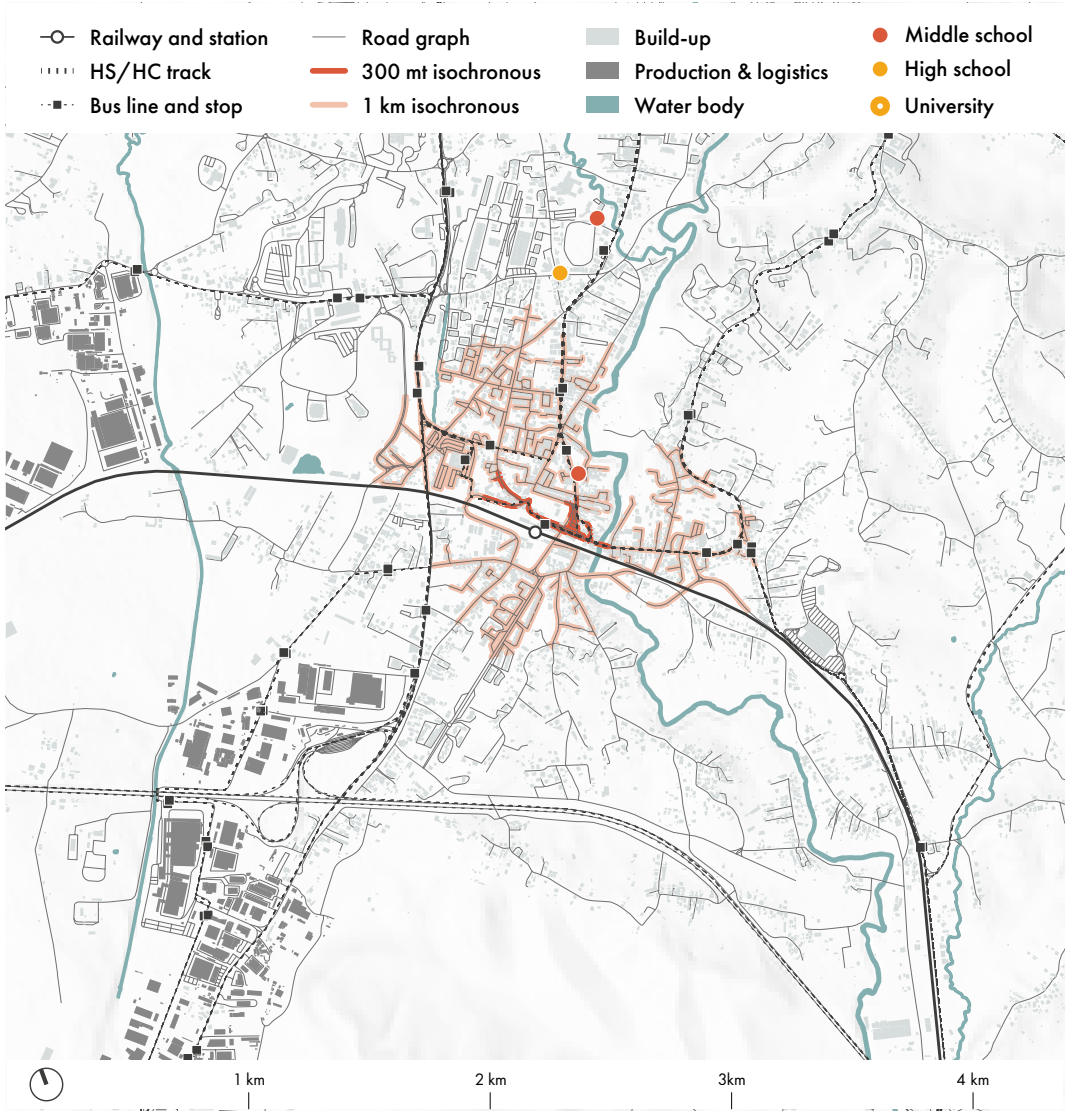 Railway and station
HS/HC track
Bus line and stop
Road graph
300 mt isochronous
1 km isochronous
Build-up
Production & logistics
Water body
Middle school
High school
University
1 km
2 km
3km
4 km